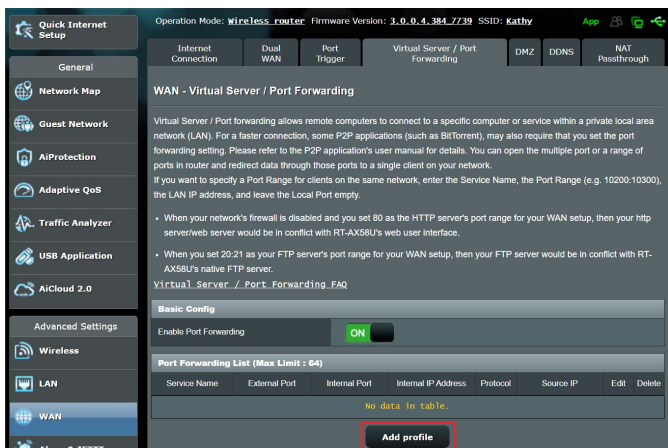 Quick Internet
Setup
Operation Mode: Wireless router Firmware Version: 3.0.0.4.384_7739 SSID: Kathy
App
Internet
Connection
Dual
WAN
Port
Trigger
Virtual Server / Port
Forwarding
DMZ
DDNS
NAT
Passthrough
General
Network Map
Guest Network
AiProtection
Adaptive QoS
Traffic Analyzer
USB Application
AiCloud 2.0
Advanced Settings
Wireless
LAN
WAN
WAN - Virtual Server / Port Forwarding
Virtual Server / Port forwarding allows remote computers to connect to a specific computer or service within a private local area
network (LAN). For a faster connection, some P2P applications (such as BitTorrent), may also require that you set the port
forwarding setting. Please refer to the P2P application's user manual for details. You can open the multiple port or a range of
ports in router and redirect data through those ports to a single client on your network.
If you want to specify a Port Range for clients on the same network, enter the Service Name, the Port Range (e.g. 10200:10300),
the LAN IP address, and leave the Local Port empty.
• When your network's firewall is disabled and you set 80 as the HTTP server's port range for your WAN setup, then your http
server/web server would be in conflict with RT-AX58U's web user interface.
• When you set 20:21 as your FTP server's port range for your WAN setup, then your FTP server would be in conflict with RT-
AX58U's native FTP server.
Virtual Server / Port Forwarding FAQ
Basic Config
Enable Port Forwarding
ON
Port Forwarding List (Max Limit : 64)
Service Name External Port Internal Port Internal IP Address Protocol Source IP Edit Delete
No data in table.
Add profile